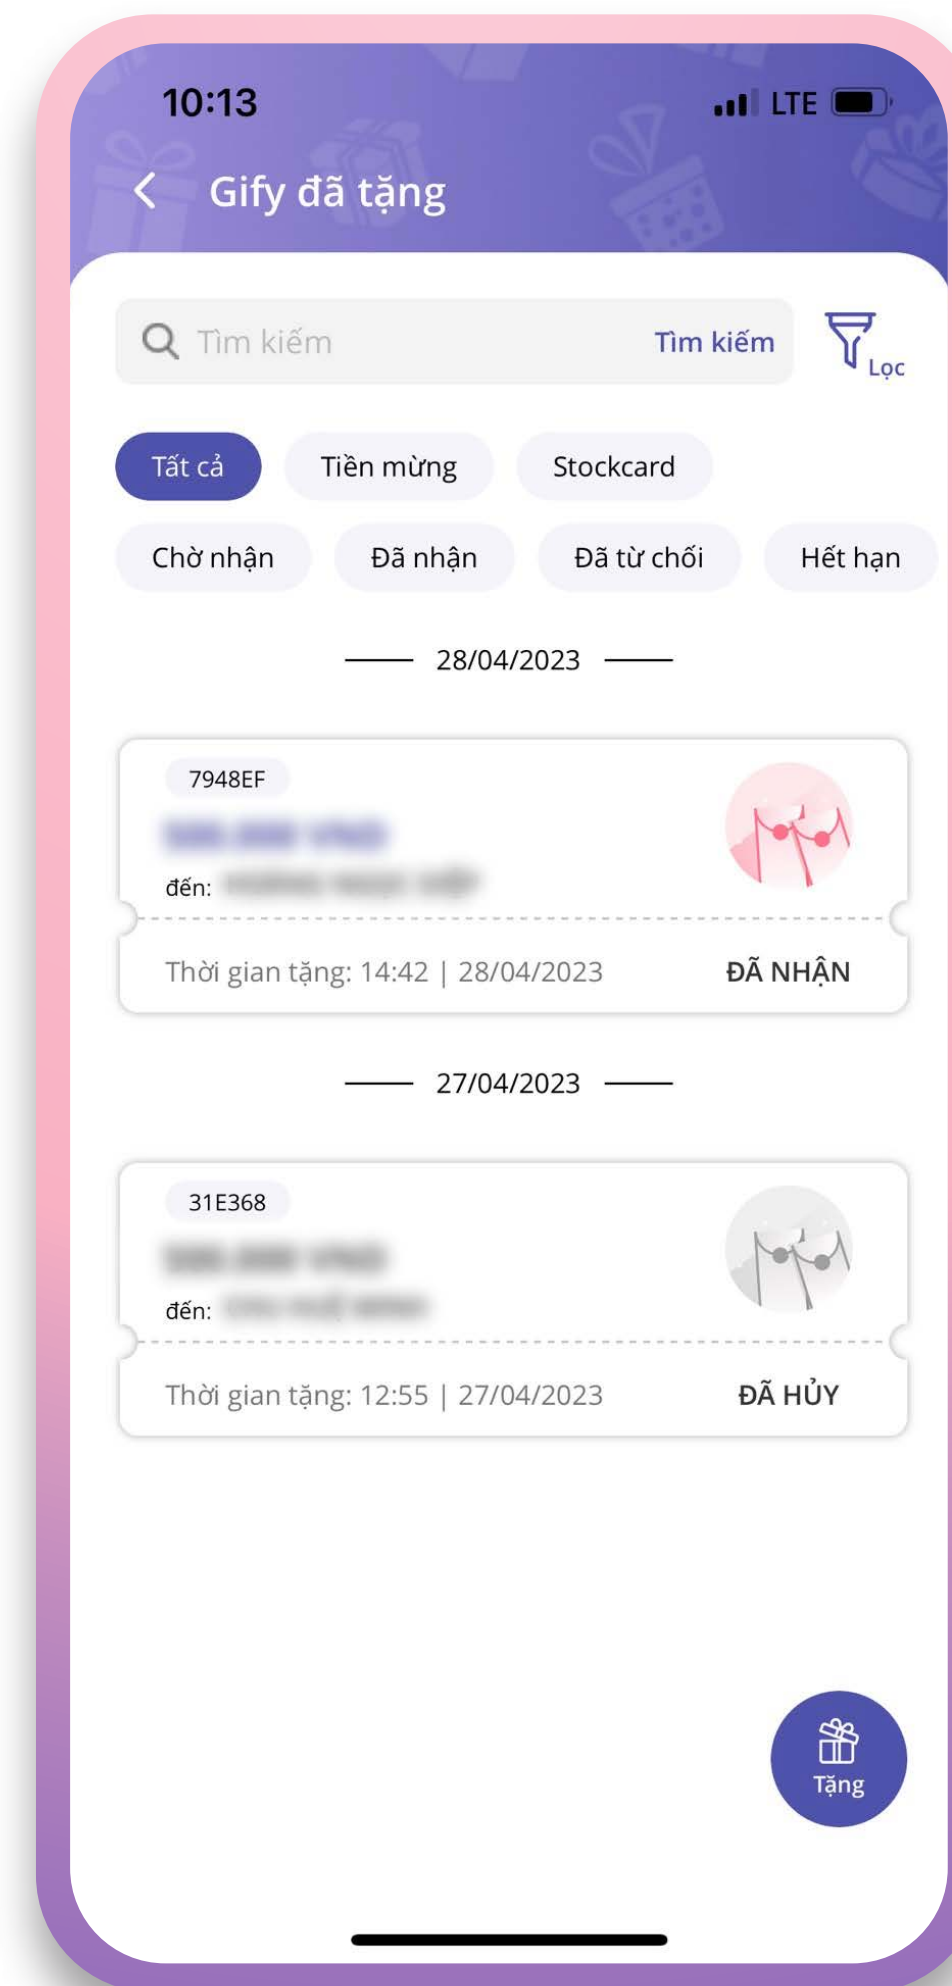 10:13 LTE
Gify đã tặng
Tìm kiếm Tìm kiếm Lọc
Tất cả Tiền mừng Stockcard
Chờ nhận Đã nhận Đã từ chối Hết hạn
28/04/2023
7948EF
đến:
Thời gian tặng: 14:42 | 28/04/2023 ĐÃ NHẬN
27/04/2023
31E368
đến:
Thời gian tặng: 12:55 | 27/04/2023 ĐÃ HỦY
Tặng